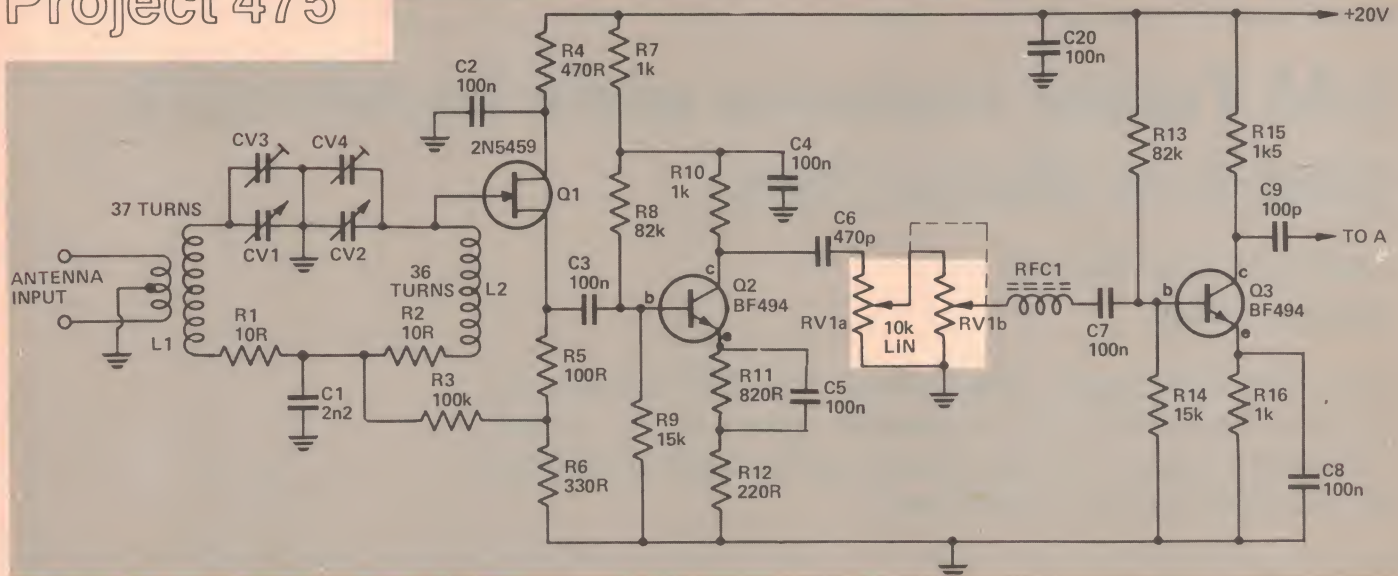 Project 475
+20V
R4
470R
R7
1k
C20
100n
C2
100n
R13
82k
R15
1k5
CV3
CV4
2N5459
Q1
R10
1k
C4
100n
37 TURNS
R8
82k
C6
470p
C9
100p
TO A
CV1
CV2
ANTENNA
INPUT
36
TURNS
L2
C3
100n
b
c
Q2
BF494
e
RFC1
b
c
Q3
BF494
e
RV1a
10k
LIN
RV1b
C7
100n
L1
R1
10R
R2
10R
R5
100R
R11
820R
C5
100n
R3
100k
C1
2n2
R9
15k
R14
15k
R16
1k
R6
330R
R12
220R
C8
100n